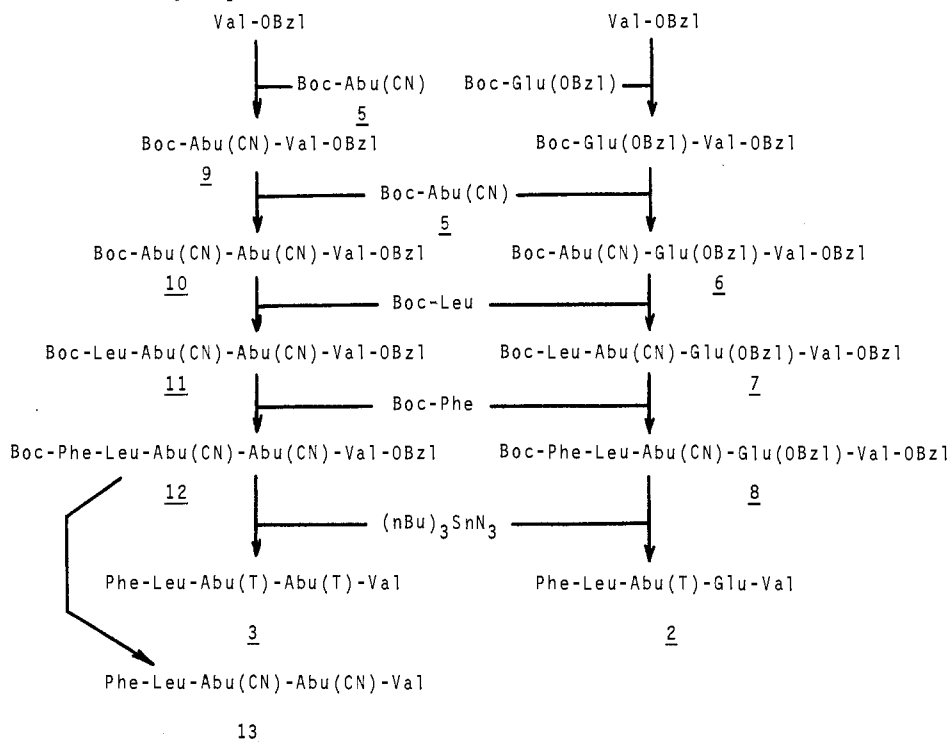 Val-OBzl Val-OBzl
Boc-Abu(CN) Boc-Glu(OBzl)
5
Boc-Abu(CN)-Val-OBzl Boc-Glu(OBzl)-Val-OBzl
9
Boc-Abu(CN)
5
Boc-Abu(CN)-Abu(CN)-Val-OBzl Boc-Abu(CN)-Glu(OBzl)-Val-OBzl
10 6
Boc-Leu
Boc-Leu-Abu(CN)-Abu(CN)-Val-OBzl Boc-Leu-Abu(CN)-Glu(OBzl)-Val-OBzl
11 7
Boc-Phe
Boc-Phe-Leu-Abu(CN)-Abu(CN)-Val-OBzl Boc-Phe-Leu-Abu(CN)-Glu(OBzl)-Val-OBzl
12 8
(nBu)3SnN3
Phe-Leu-Abu(T)-Abu(T)-Val Phe-Leu-Abu(T)-Glu-Val
3 2
Phe-Leu-Abu(CN)-Abu(CN)-Val
13